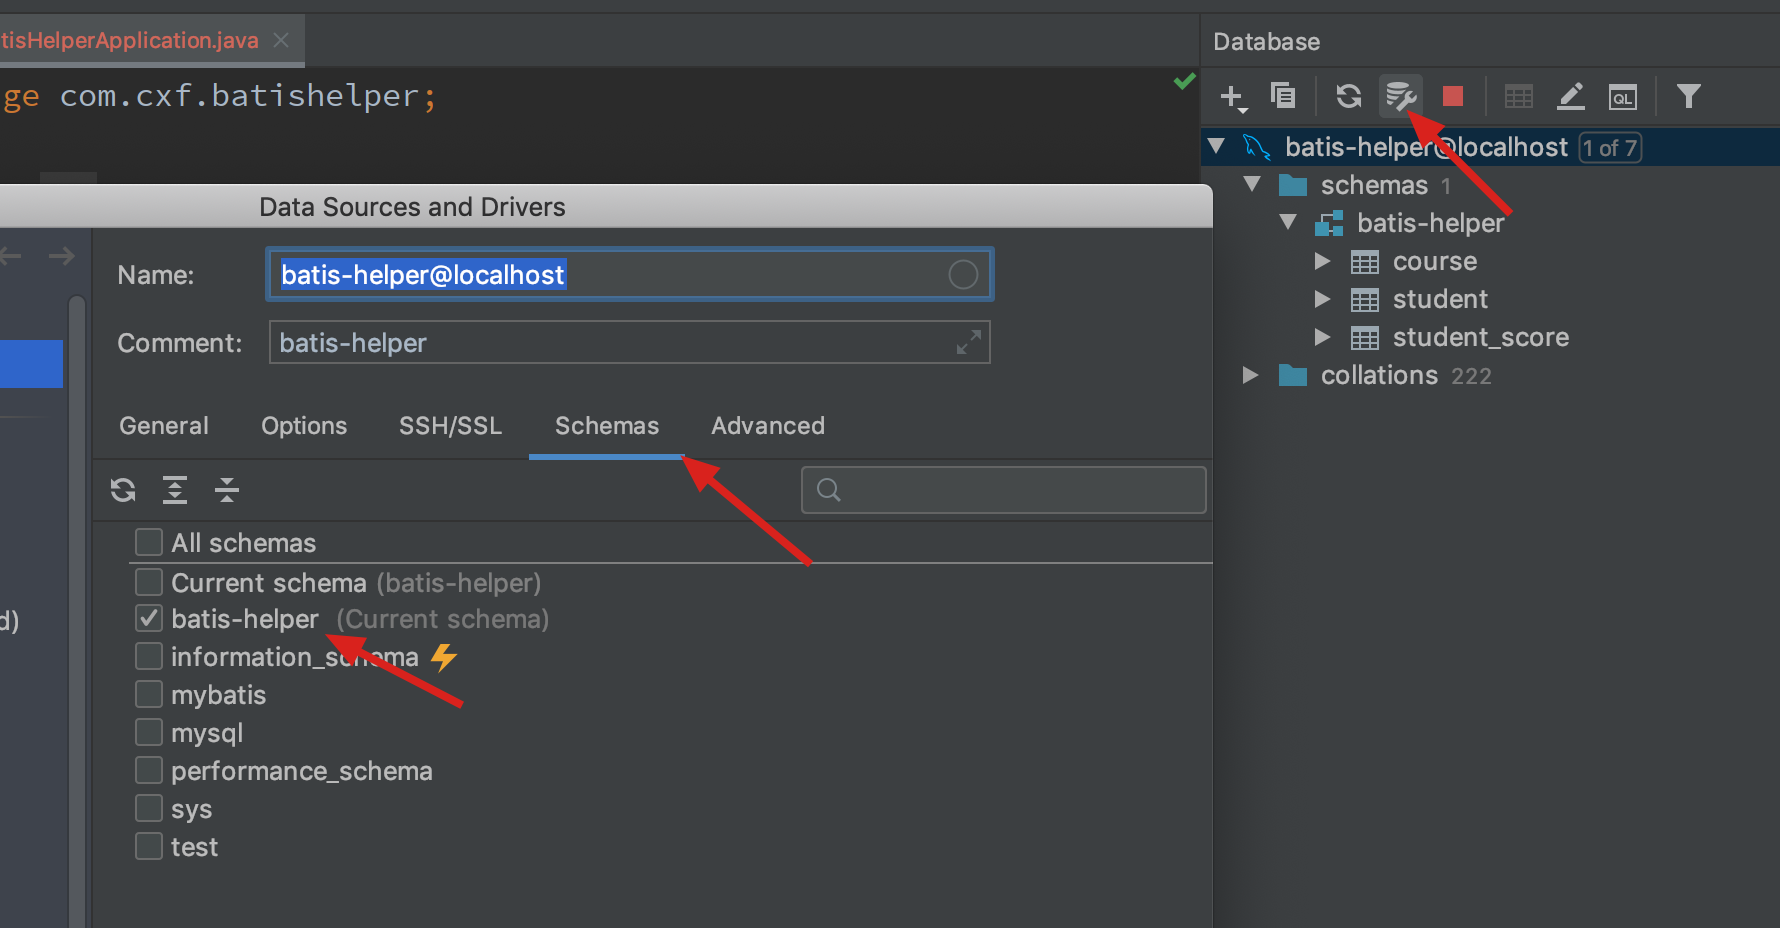 tisHelperApplication.java
ge com.cxf.batishelper;
Database
batis-helper@localhost 1 of 7
schemas 1
batis-helper
course
student
student_score
collations 222
Data Sources and Drivers
Name: batis-helper@localhost
Comment: batis-helper
General Options SSH/SSL Schemas Advanced
All schemas
Current schema (batis-helper)
batis-helper (Current schema)
information_schema
mybatis
mysql
performance_schema
sys
test
d)
QL